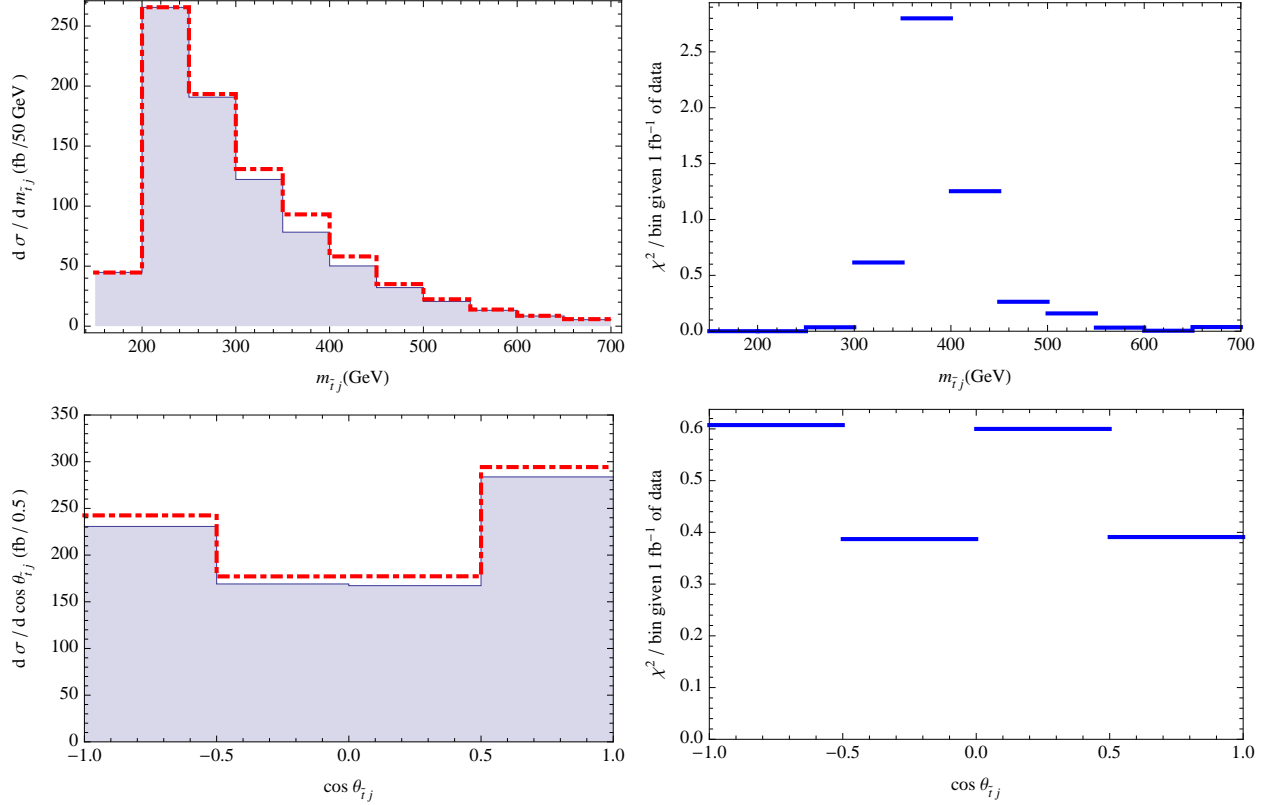 250
200
150
100
50
0
d σ / d m_{t̄ j} (fb /50 GeV )
200 300 400 500 600 700
m_{t̄ j}(GeV)
2.5
2.0
1.5
1.0
0.5
0.0
χ² / bin given 1 fb⁻¹ of data
200 300 400 500 600 700
m_{t̄ j}(GeV)
350
300
250
200
150
100
50
0
d σ / d cos θ_{t̄ j} (fb / 0.5 )
−1.0 −0.5 0.0 0.5 1.0
cos θ_{t̄ j}
0.6
0.5
0.4
0.3
0.2
0.1
0.0
χ² / bin given 1 fb⁻¹ of data
−1.0 −0.5 0.0 0.5 1.0
cos θ_{t̄ j}